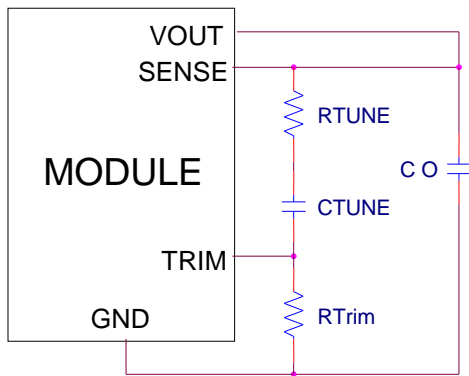 VOUT
SENSE
RTUNE
MODULE
C O
CTUNE
TRIM
GND
RTrim